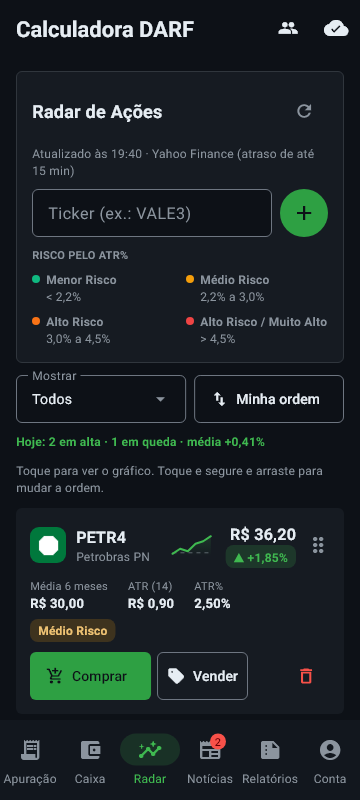 Calculadora DARF
Radar de Ações
Atualizado às 19:40 · Yahoo Finance (atraso de até
15 min)
Ticker (ex.: VALE3)
RISCO PELO ATR%
Menor Risco
< 2,2%
Médio Risco
2,2% a 3,0%
Alto Risco
3,0% a 4,5%
Alto Risco / Muito Alto
> 4,5%
Mostrar
Todos
Minha ordem
Hoje: 2 em alta · 1 em queda · média +0,41%
Toque para ver o gráfico. Toque e segure e arraste para
mudar a ordem.
PETR4
Petrobras PN
R$ 36,20
▲ +1,85%
Média 6 meses
R$ 30,00
ATR (14)
R$ 0,90
ATR%
2,50%
Médio Risco
Comprar
Vender
Apuração
Caixa
Radar
2
Notícias
Relatórios
Conta